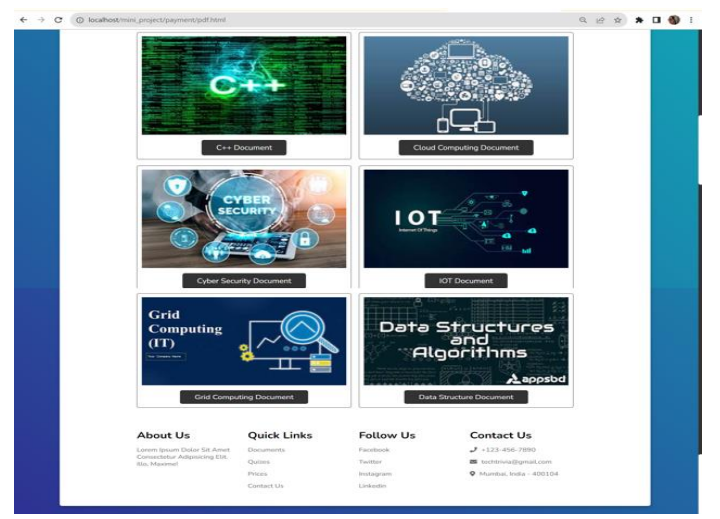 localhost/mini_project/payment/pdf.html
C++
C++ Document
Cloud Computing Document
CYBER
SECURITY
Cyber Security Document
IOT
Internet Of Things
IOT Document
Grid
Computing
(IT)
Your Company Name
Grid Computing Document
Data Structures
and
Algorithms
appsbd
Data Structure Document
About Us
Lorem Ipsum Dolor Sit Amet
Consectetur Adipisicing Elit.
Illo, Maxime!
Quick Links
Documents
Quizes
Prices
Contact Us
Follow Us
Facebook
Twitter
Instagram
Linkedin
Contact Us
+123-456-7890
techtrivia@gmail.com
Mumbai, India - 400104